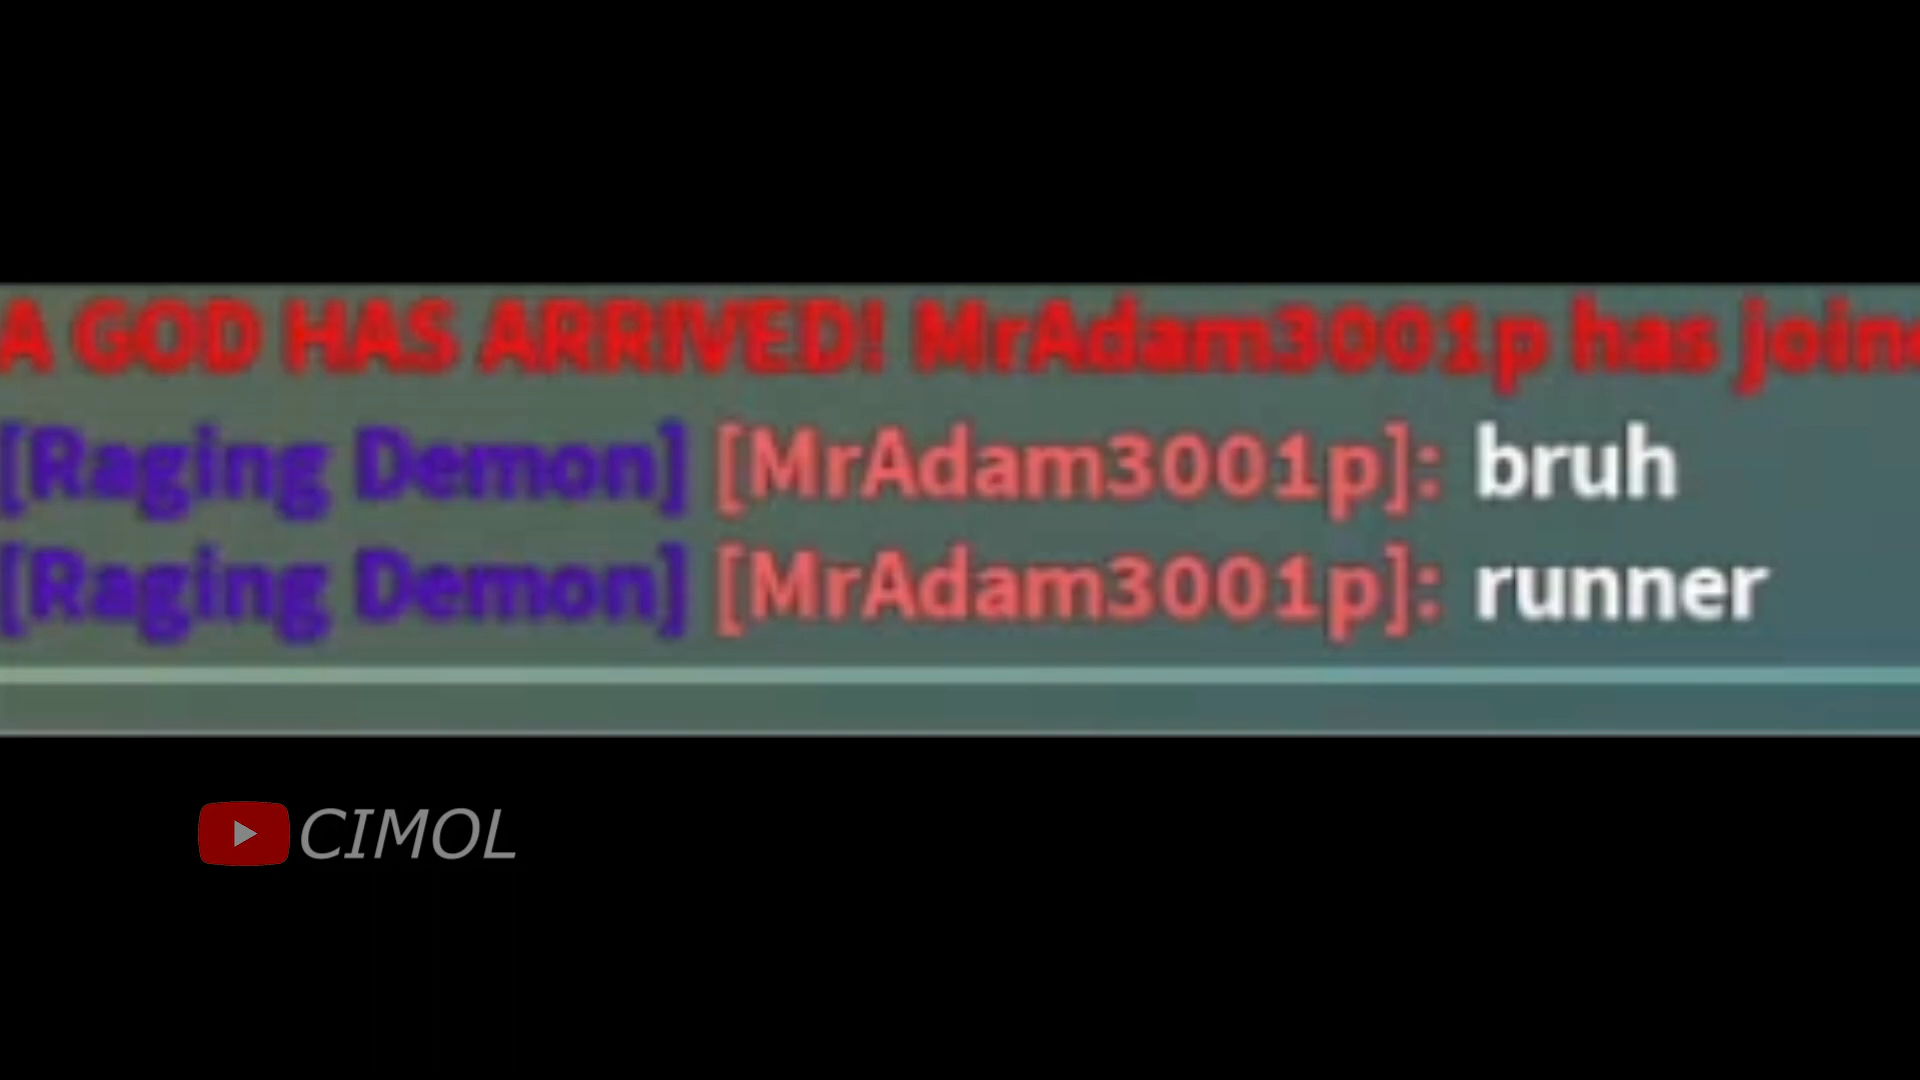 A GOD HAS ARRIVED! MrAdam3001p has joine
[Raging Demon] [MrAdam3001p]: bruh
[Raging Demon] [MrAdam3001p]: runner
CIMOL